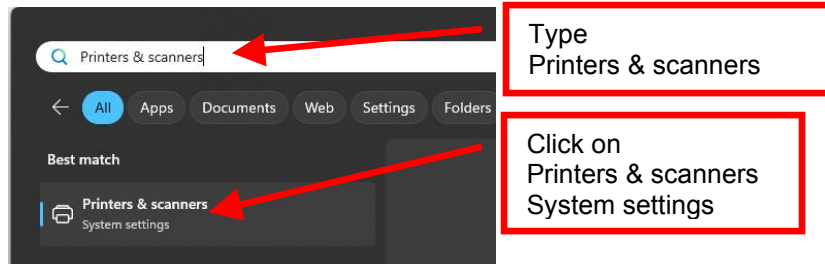 Printers & scanners
Type
Printers & scanners
All Apps Documents Web Settings Folders
Best match
Printers & scanners
System settings
Click on
Printers & scanners
System settings